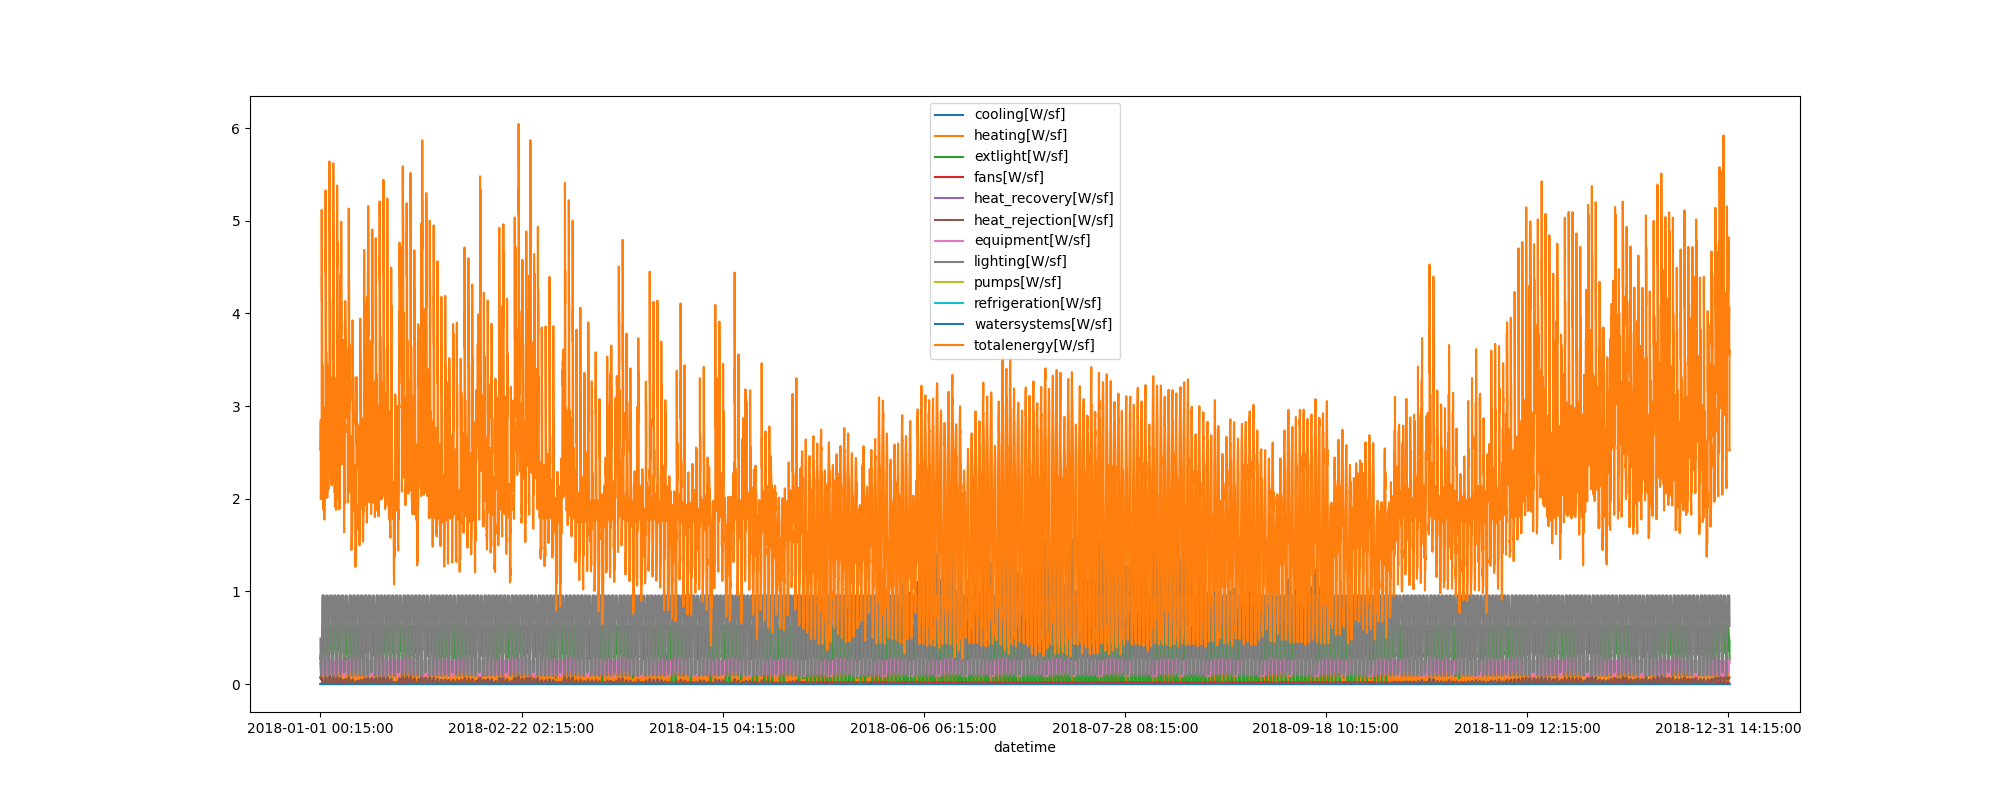 cooling[W/sf]
heating[W/sf]
extlight[W/sf]
fans[W/sf]
heat_recovery[W/sf]
heat_rejection[W/sf]
equipment[W/sf]
lighting[W/sf]
pumps[W/sf]
refrigeration[W/sf]
watersystems[W/sf]
totalenergy[W/sf]
6
5
4
3
2
1
0
2018-01-01 00:15:00 2018-02-22 02:15:00 2018-04-15 04:15:00 2018-06-06 06:15:00 2018-07-28 08:15:00 2018-09-18 10:15:00 2018-11-09 12:15:00 2018-12-31 14:15:00
datetime